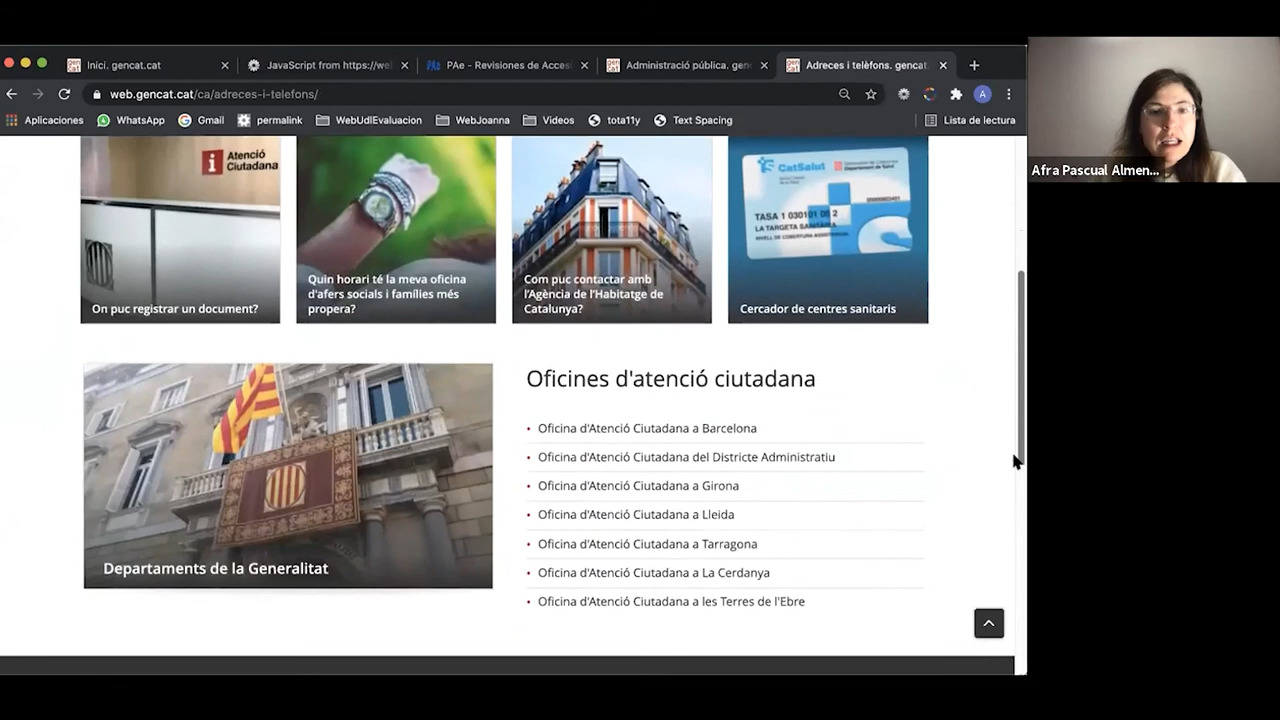 Inici. gencat.cat
JavaScript from https://we
PAe - Revisiones de Acces
Administració pública. gen
Adreces i telèfons. gencat.
web.gencat.cat/ca/adreces-i-telefons/
Aplicaciones
WhatsApp
Gmail
permalink
WebUdlEvaluacion
WebJoanna
Videos
tota11y
Text Spacing
Lista de lectura
Afra Pascual Almen...
Atenció
Ciutadana
On puc registrar un document?
Quin horari té la meva oficina
d'afers socials i famílies més
propera?
Com puc contactar amb
l'Agència de l'Habitatge de
Catalunya?
CatSalut
LA TARGETA SANITÀRIA
Cercador de centres sanitaris
Departaments de la Generalitat
Oficines d'atenció ciutadana
Oficina d'Atenció Ciutadana a Barcelona
Oficina d'Atenció Ciutadana del Districte Administratiu
Oficina d'Atenció Ciutadana a Girona
Oficina d'Atenció Ciutadana a Lleida
Oficina d'Atenció Ciutadana a Tarragona
Oficina d'Atenció Ciutadana a La Cerdanya
Oficina d'Atenció Ciutadana a les Terres de l'Ebre